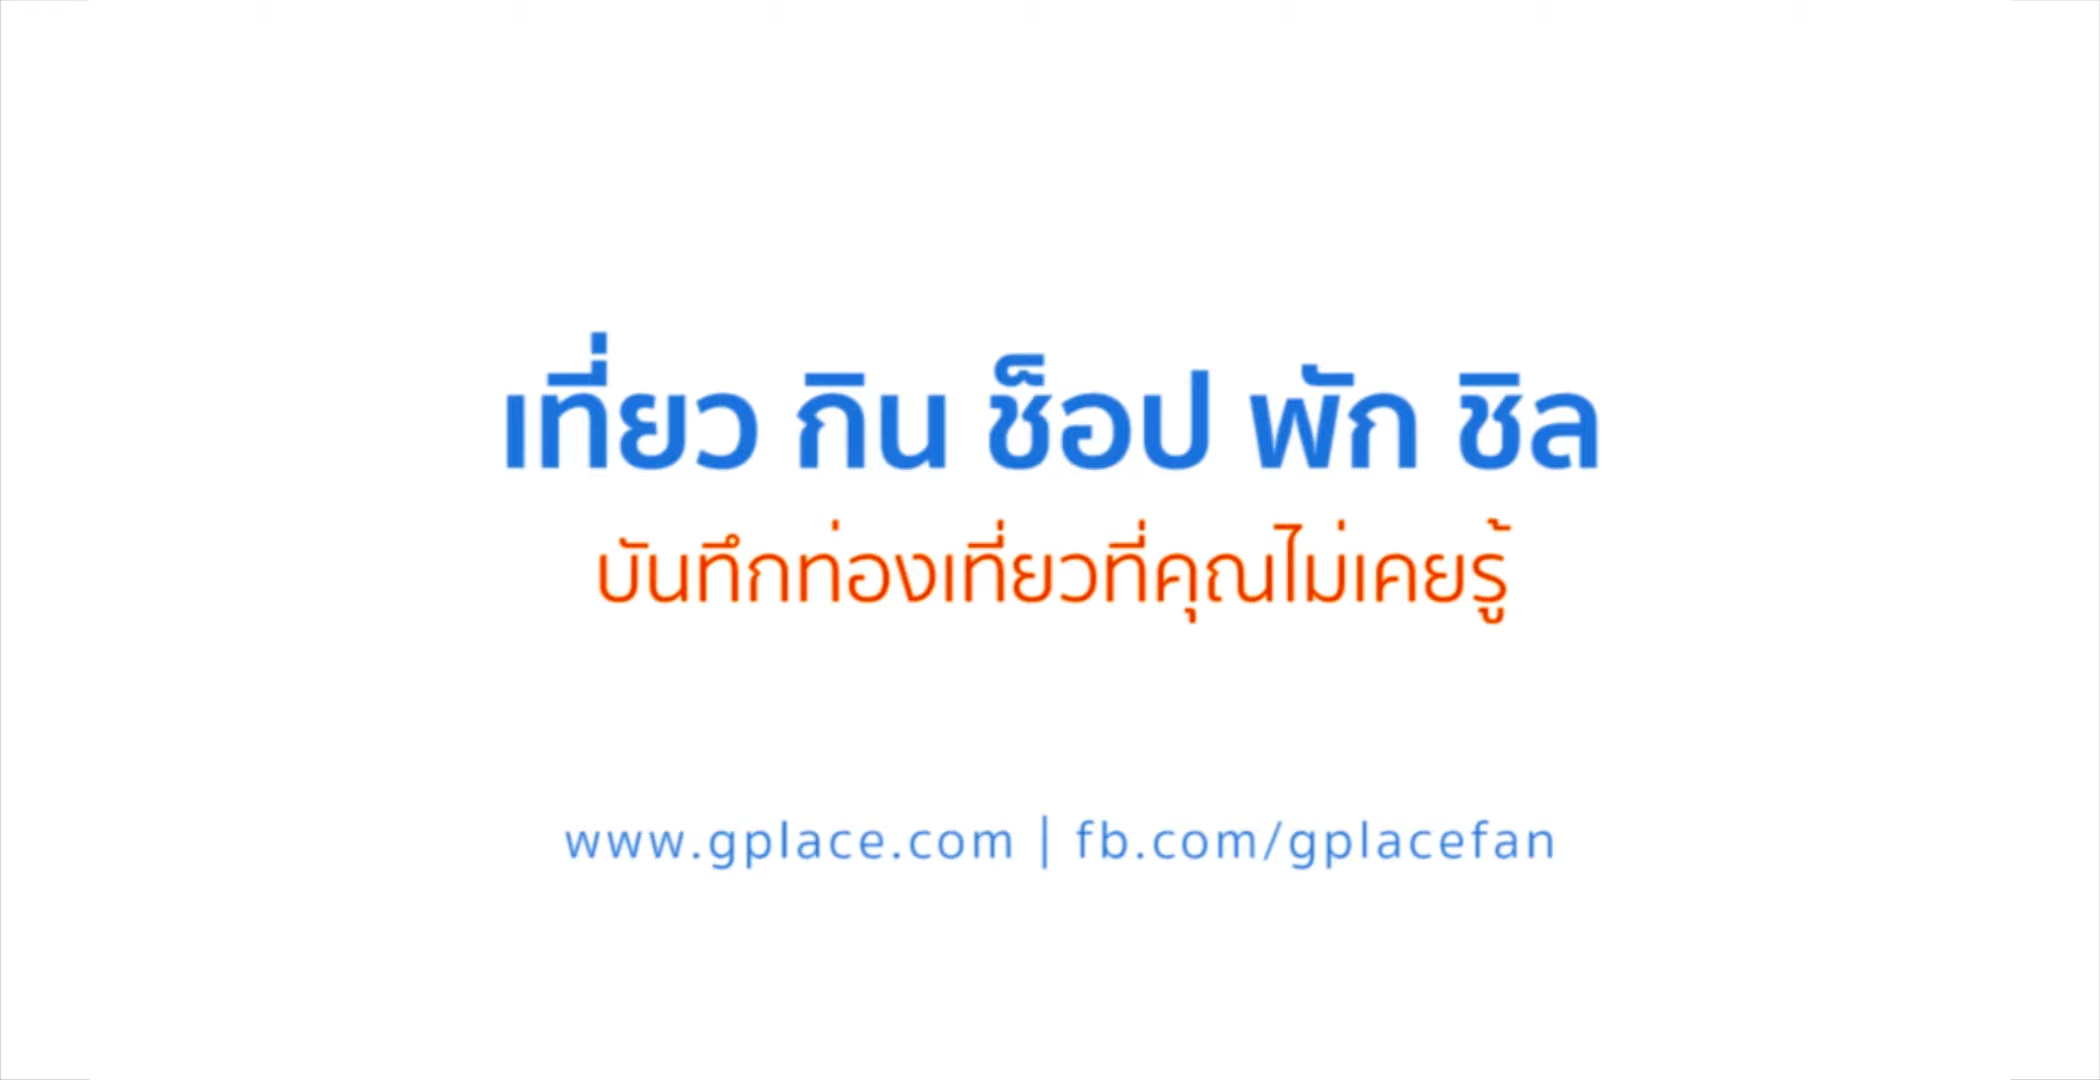 เที่ยว กิน ช็อป พัก ชิล
บันทึกท่องเที่ยวที่คุณไม่เคยรู้
www.gplace.com | fb.com/gplacefan